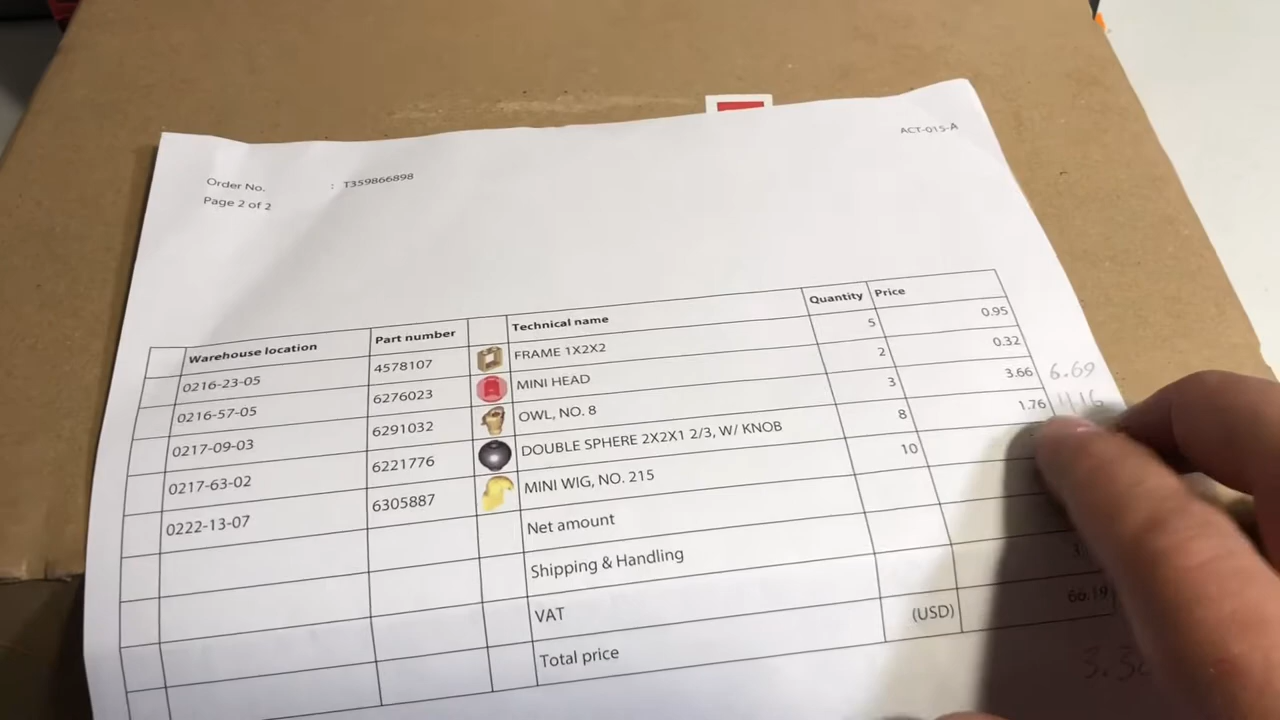 ACT-015-A
Order No. : T359866898
Page 2 of 2
Warehouse location Part number Technical name Quantity Price
0216-23-05 4578107 FRAME 1X2X2 5 0.95
0216-57-05 6276023 MINI HEAD 2 0.32
0217-09-03 6291032 OWL, NO. 8 3 3.66 6.69
0217-63-02 6221776 DOUBLE SPHERE 2X2X1 2/3, W/ KNOB 8 1.76 11.16
0222-13-07 6305887 MINI WIG, NO. 215 10
Net amount
Shipping & Handling
VAT
Total price (USD) 66.19